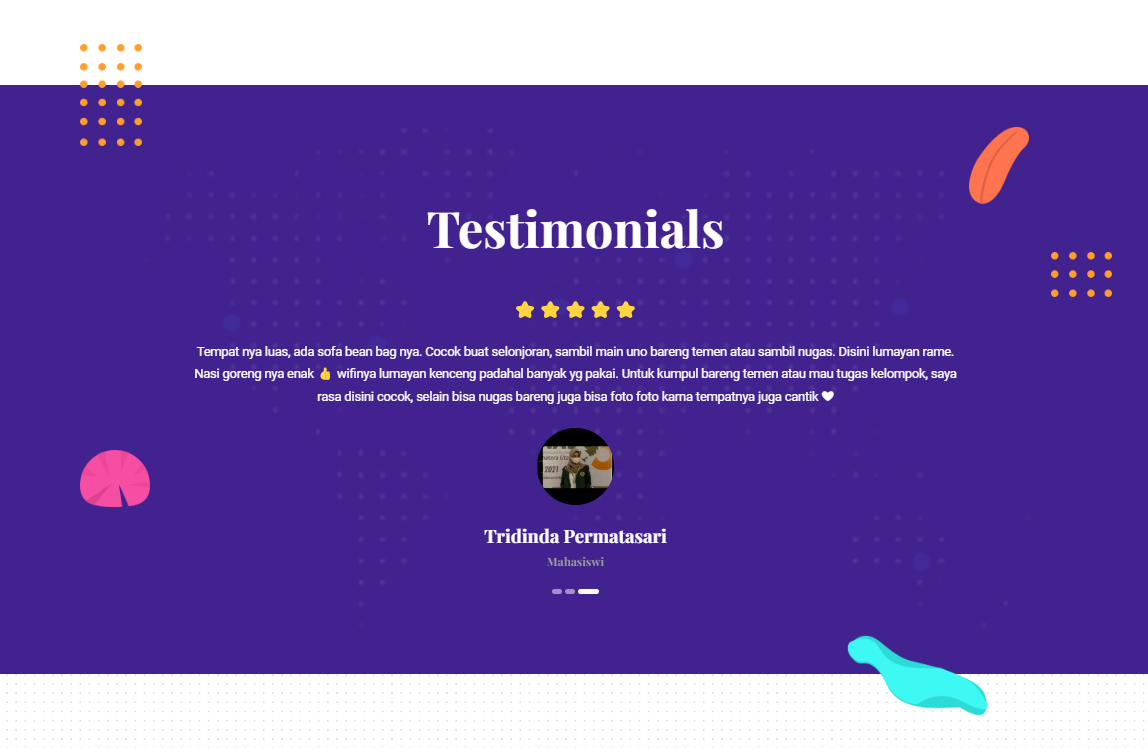 Testimonials
Tempat nya luas, ada sofa bean bag nya. Cocok buat selonjoran, sambil main uno bareng temen atau sambil nugas. Disini lumayan rame.
Nasi goreng nya enak 👍 wifinya lumayan kenceng padahal banyak yg pakai. Untuk kumpul bareng temen atau mau tugas kelompok, saya
rasa disini cocok, selain bisa nugas bareng juga bisa foto foto karna tempatnya juga cantik 🤍
2021
Tridinda Permatasari
Mahasiswi